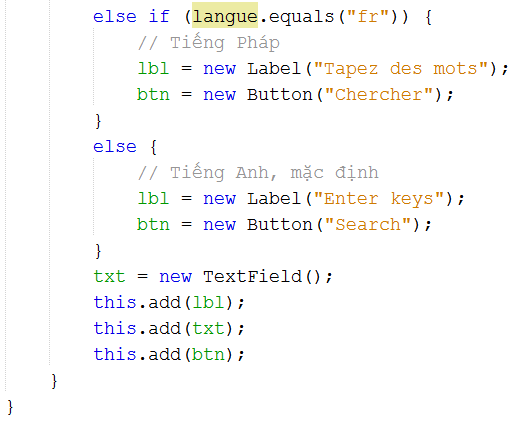 else if (langue.equals("fr")) {
// Tiếng Pháp
lbl = new Label("Tapez des mots");
btn = new Button("Chercher");
}
else {
// Tiếng Anh, mặc định
lbl = new Label("Enter keys");
btn = new Button("Search");
}
txt = new TextField();
this.add(lbl);
this.add(txt);
this.add(btn);
}
}